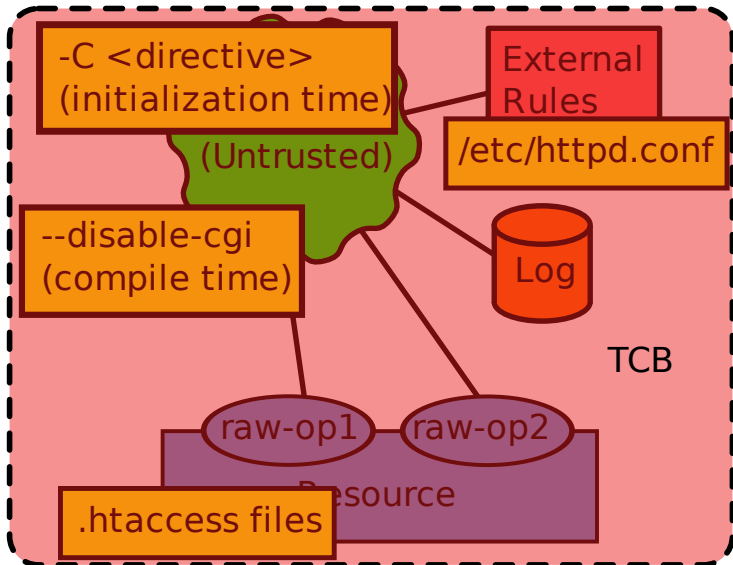 -C <directive>
(initialization time)
External
Rules
/etc/httpd.conf
(Untrusted)
--disable-cgi
(compile time)
Log
TCB
raw-op1
raw-op2
Resource
.htaccess files